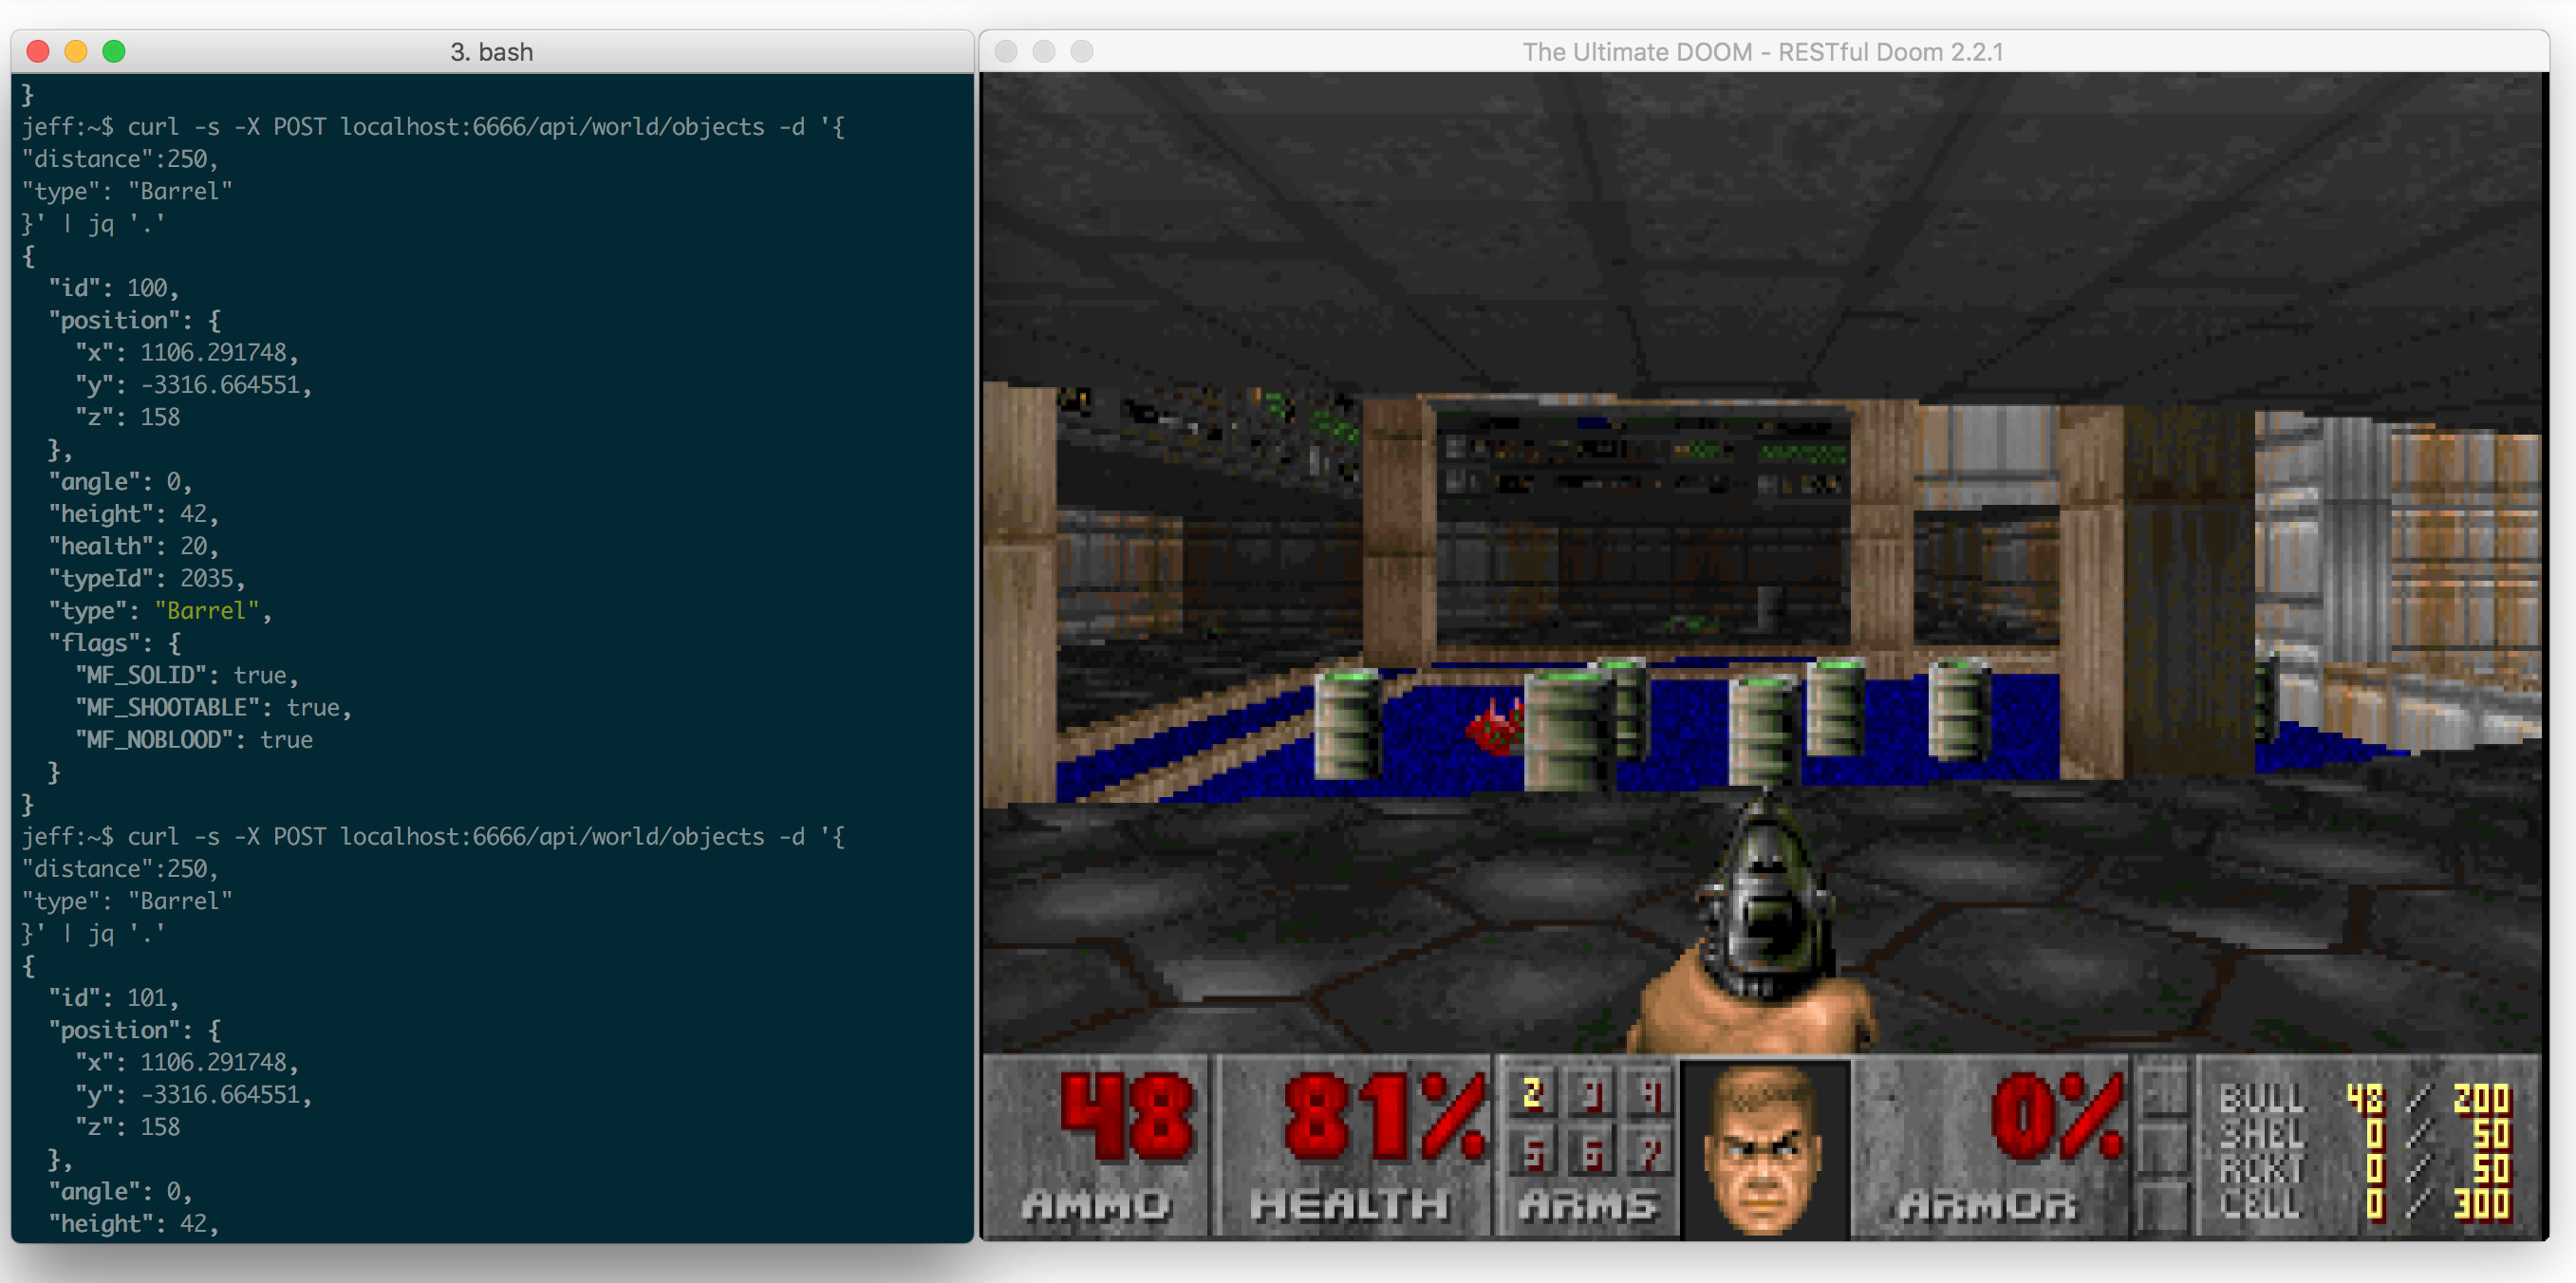 3. bash
}
jeff:~$ curl -s -X POST localhost:6666/api/world/objects -d '{
"distance":250,
"type": "Barrel"
}' | jq '.'
{
  "id": 100,
  "position": {
    "x": 1106.291748,
    "y": -3316.664551,
    "z": 158
  },
  "angle": 0,
  "height": 42,
  "health": 20,
  "typeId": 2035,
  "type": "Barrel",
  "flags": {
    "MF_SOLID": true,
    "MF_SHOOTABLE": true,
    "MF_NOBLOOD": true
  }
}
jeff:~$ curl -s -X POST localhost:6666/api/world/objects -d '{
"distance":250,
"type": "Barrel"
}' | jq '.'
{
  "id": 101,
  "position": {
    "x": 1106.291748,
    "y": -3316.664551,
    "z": 158
  },
  "angle": 0,
  "height": 42,
The Ultimate DOOM - RESTful Doom 2.2.1
48
AMMO
81%
HEALTH
2 3 4
5 6 7
ARMS
0%
ARMOR
BULL 48 / 200
SHEL 0 / 50
RCKT 0 / 50
CELL 0 / 300